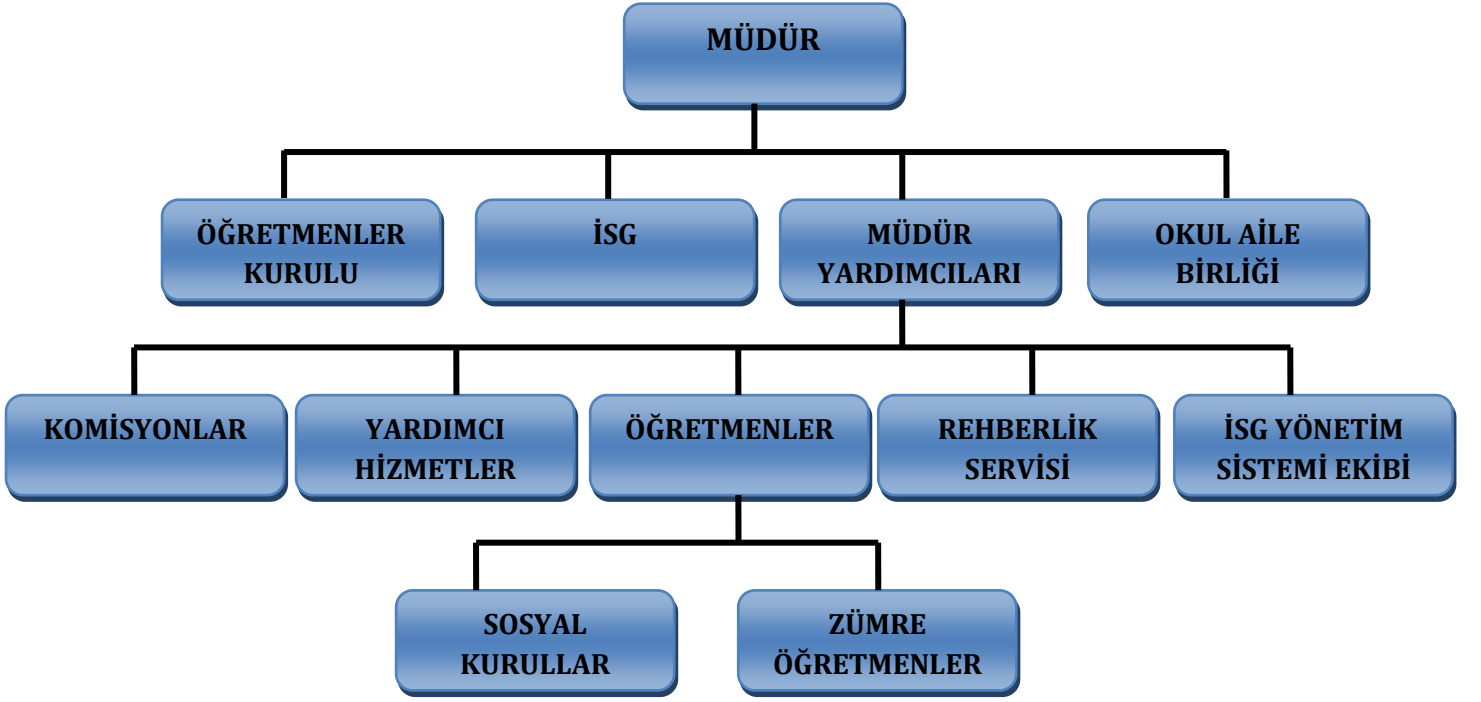 MÜDÜR
ÖĞRETMENLER
KURULU
İSG
MÜDÜR
YARDIMCILARI
OKUL AİLE
BİRLİĞİ
KOMİSYONLAR
YARDIMCI
HİZMETLER
ÖĞRETMENLER
REHBERLİK
SERVİSİ
İSG YÖNETİM
SİSTEMİ EKİBİ
SOSYAL
KURULLAR
ZÜMRE
ÖĞRETMENLER